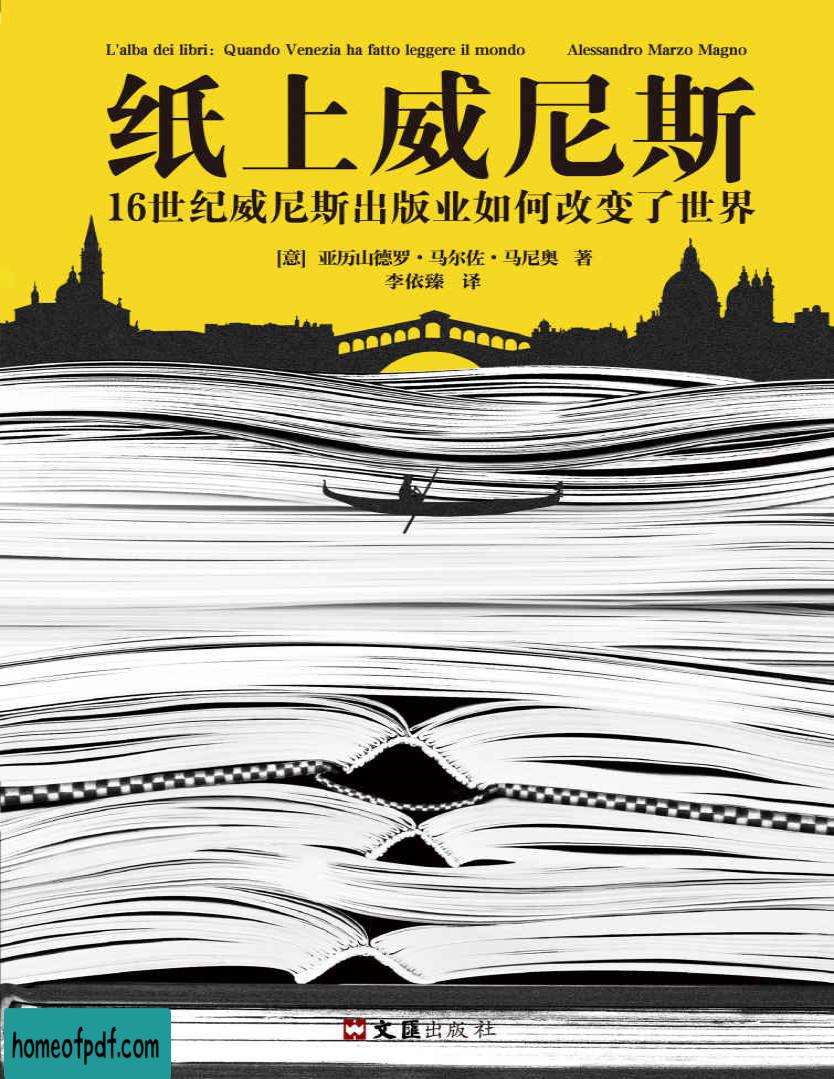 L'alba dei libri: Quando Venezia ha fatto leggere il mondo Alessandro Marzo Magno
纸上威尼斯
16世纪威尼斯出版业如何改变了世界
[意] 亚历山德罗·马尔佐·马尼奥 著
李依臻 译
文匯出版社
homeofpdf.com